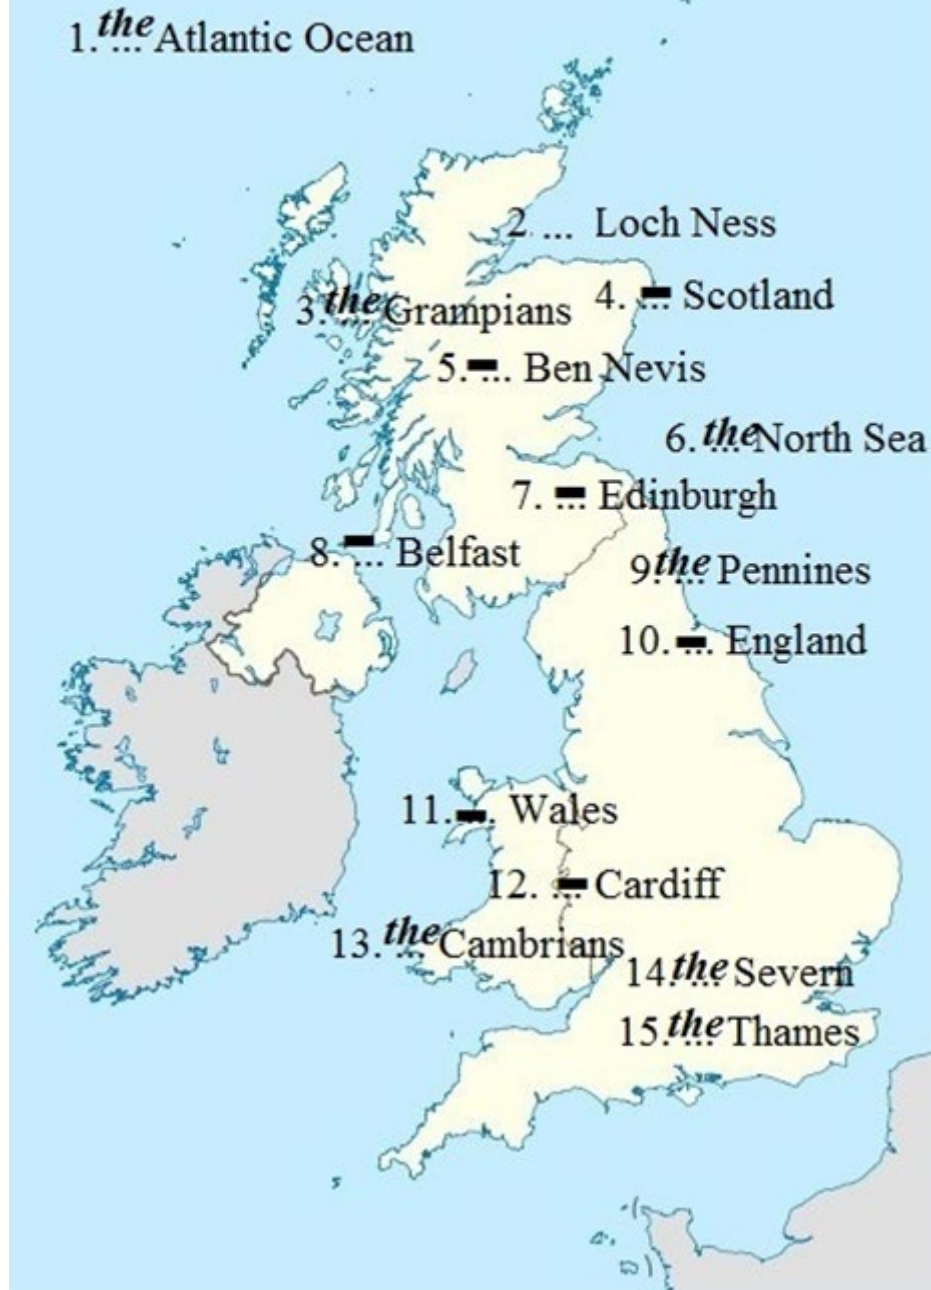 1. the ... Atlantic Ocean
2. ... Loch Ness
3. the ... Grampians
4. – ... Scotland
5. – ... Ben Nevis
6. the ... North Sea
7. – ... Edinburgh
8. – ... Belfast
9. the ... Pennines
10. – ... England
11. – ... Wales
12. – ... Cardiff
13. the ... Cambrians
14. the ... Severn
15. the ... Thames